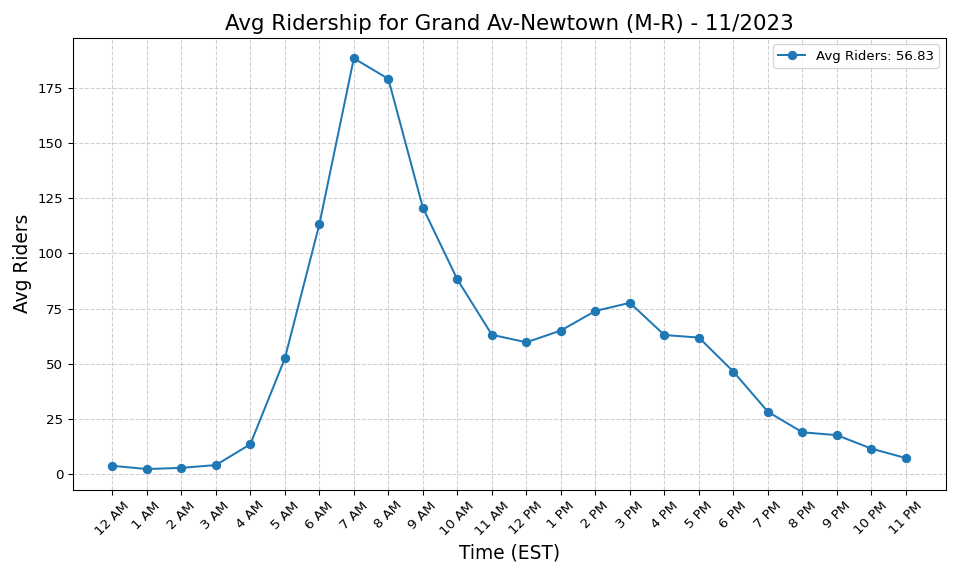 Avg Ridership for Grand Av-Newtown (M-R) - 11/2023
Avg Riders: 56.83
Avg Riders
175
150
125
100
75
50
25
0
12 AM
1 AM
2 AM
3 AM
4 AM
5 AM
6 AM
7 AM
8 AM
9 AM
10 AM
11 AM
12 PM
1 PM
2 PM
3 PM
4 PM
5 PM
6 PM
7 PM
8 PM
9 PM
10 PM
11 PM
Time (EST)